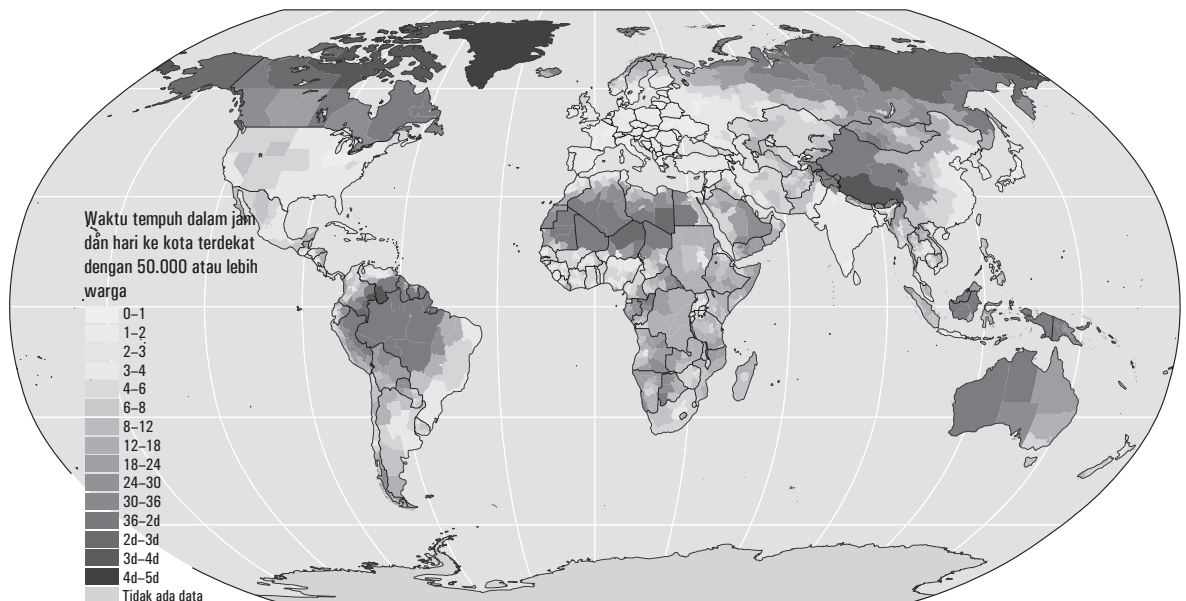 Waktu tempuh dalam jam
dan hari ke kota terdekat
dengan 50.000 atau lebih
warga
0–1
1–2
2–3
3–4
4–6
6–8
8–12
12–18
18–24
24–30
30–36
36–2d
2d–3d
3d–4d
4d–5d
Tidak ada data